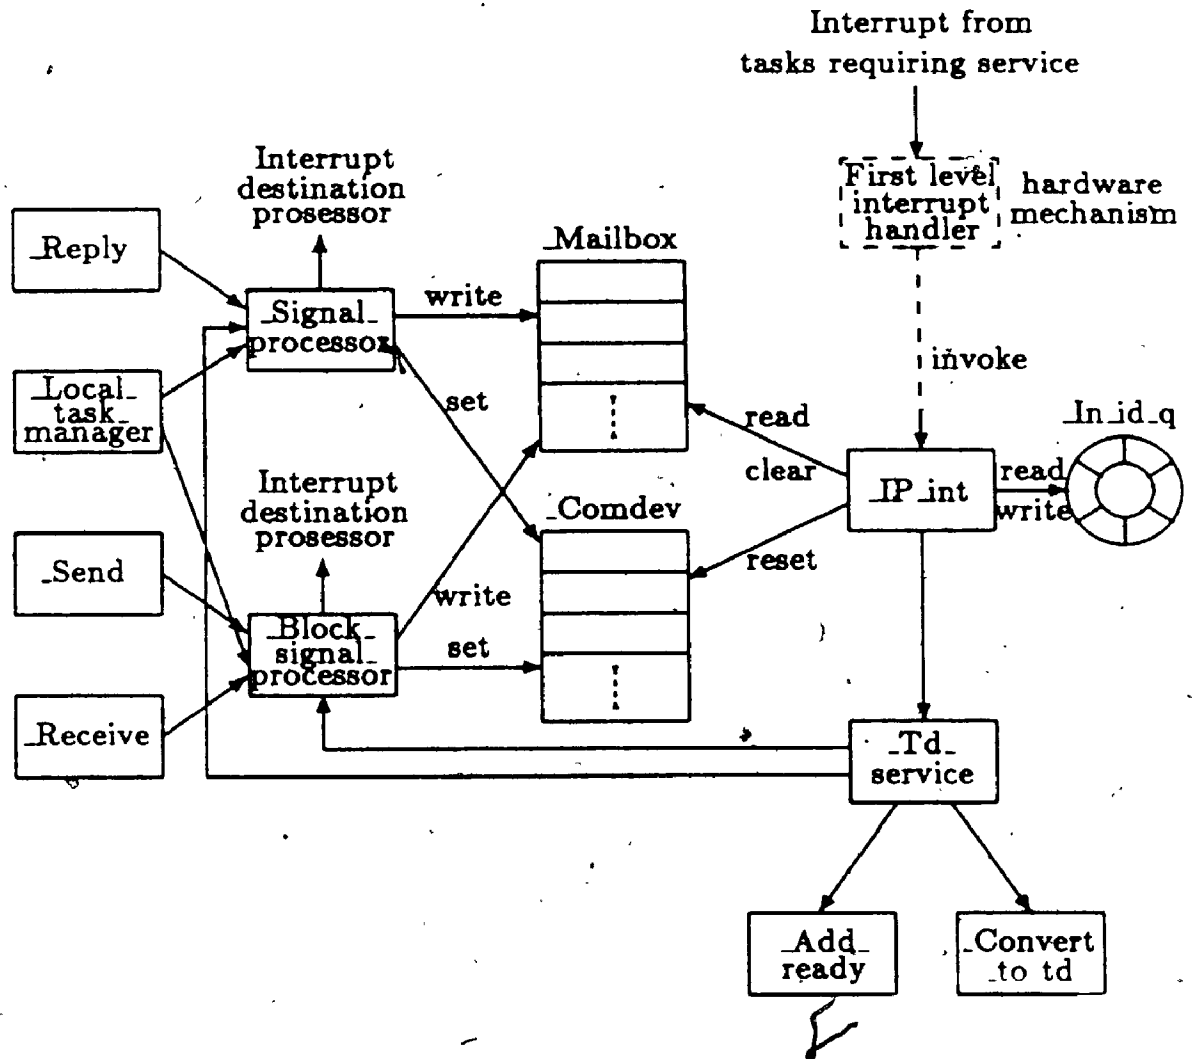 Interrupt from
tasks requiring service
First level
interrupt
handler
hardware
mechanism
Interrupt
destination
prosessor
_Reply
_Mailbox
_Signal_
processor
write
invoke
_Local_
task_
manager
set
read
_In_id_q
clear
_IP_int
read
write
Interrupt
destination
prosessor
_Comdev
_Send
reset
write
_Block_
signal_
processor
set
_Receive
_Td_
service
_Add_
ready
_Convert
_to td